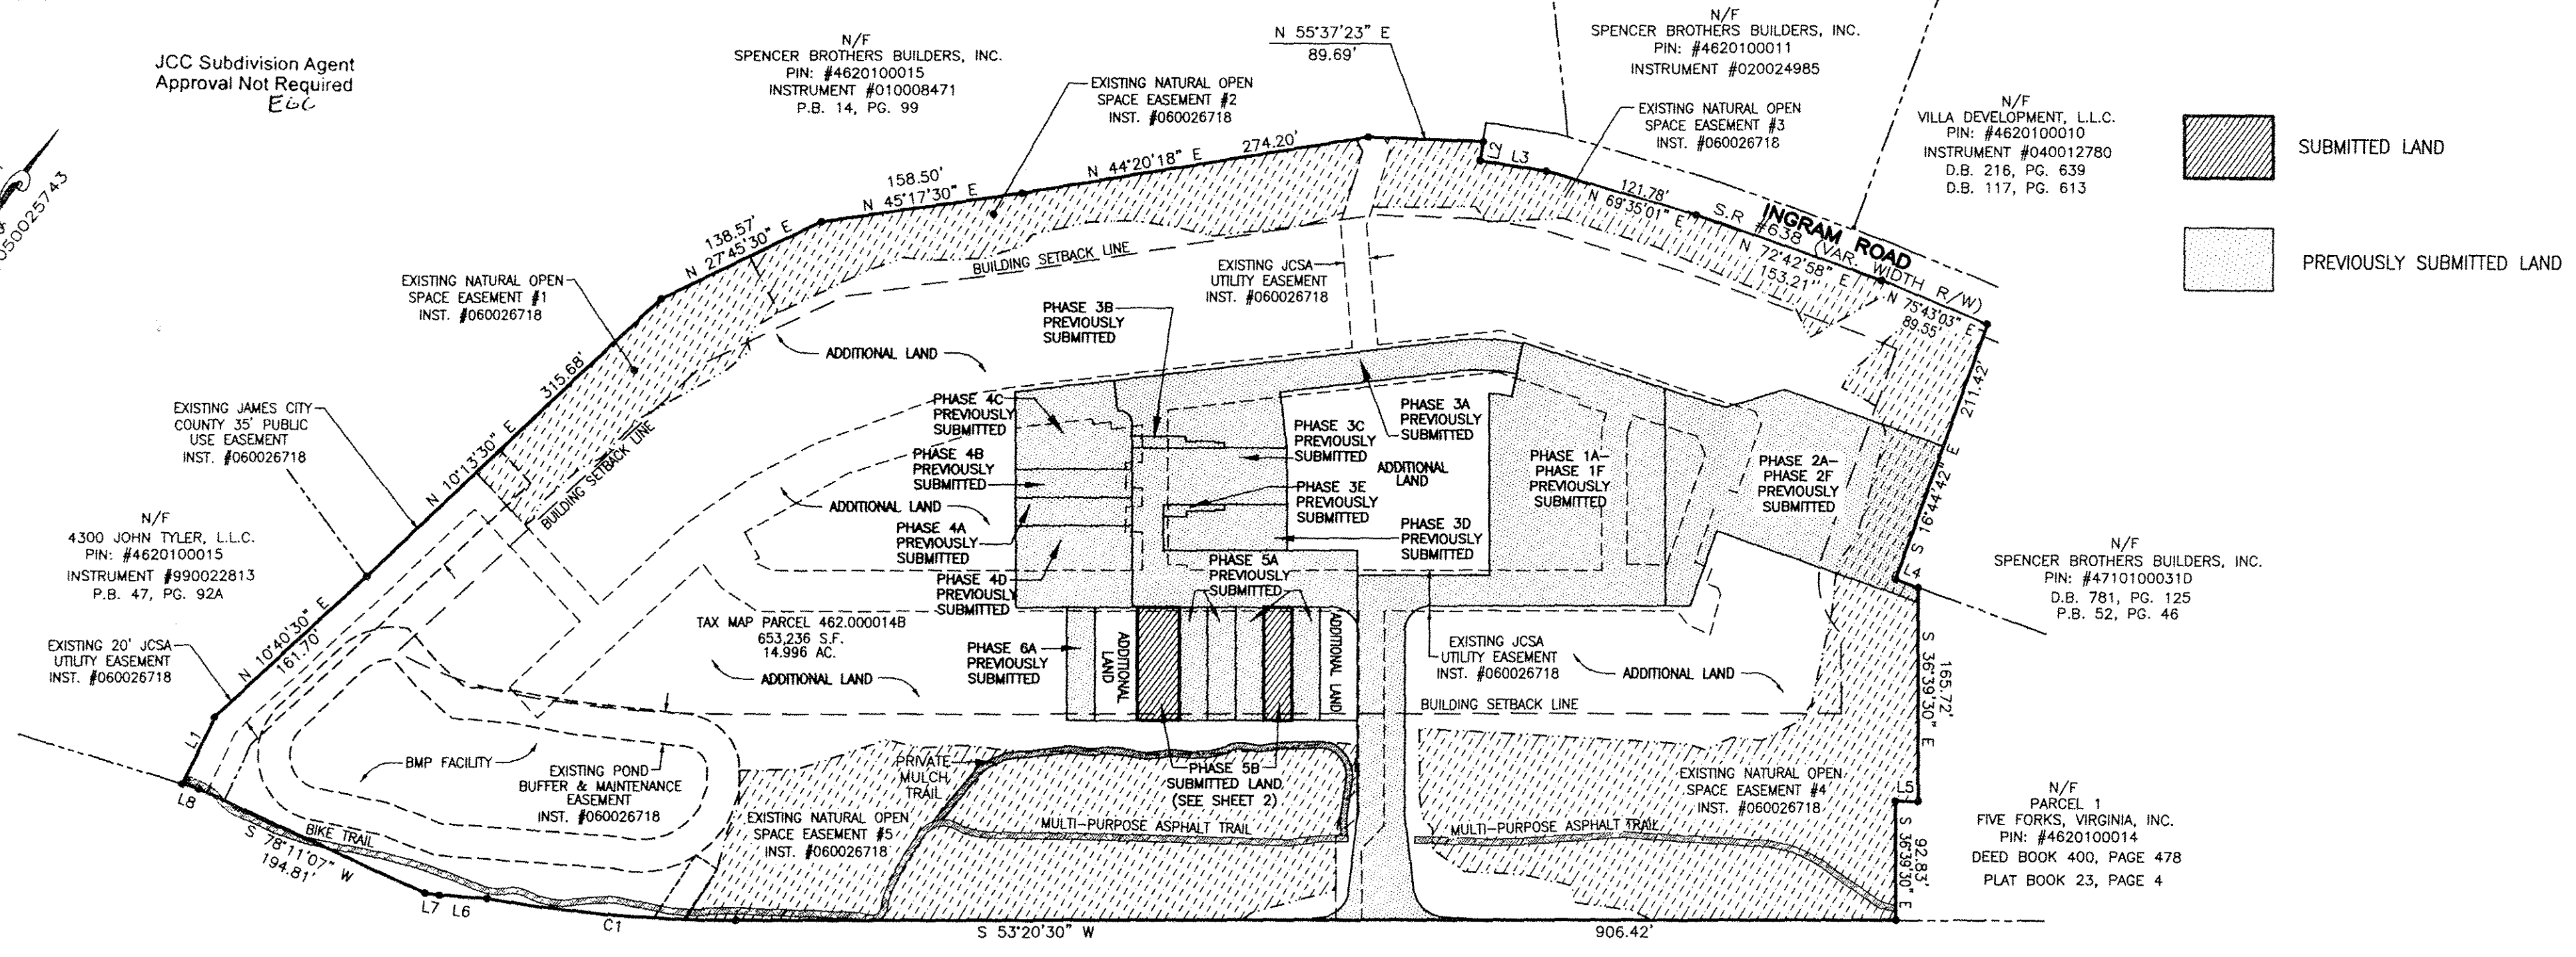 JCC Subdivision Agent
Approval Not Required
050025743
N/F
SPENCER BROTHERS BUILDERS, INC.
PIN: #4620100015
INSTRUMENT #010008471
P.B. 14, PG. 99
EXISTING NATURAL OPEN
SPACE EASEMENT #2
INST. #060026718
N 55°37'23" E
89.69'
N/F
SPENCER BROTHERS BUILDERS, INC.
PIN: #4620100011
INSTRUMENT #020024985
EXISTING NATURAL OPEN
SPACE EASEMENT #3
INST. #060026718
N/F
VILLA DEVELOPMENT, L.L.C.
PIN: #4620100010
INSTRUMENT #040012780
D.B. 216, PG. 639
D.B. 117, PG. 613
SUBMITTED LAND
PREVIOUSLY SUBMITTED LAND
L2
L3
274.20'
N 44°20'18" E
158.50'
N 45°17'30" E
138.57'
N 27°45'30" E
121.78'
N 69°35'01" E
INGRAM ROAD
S.R #638 (VAR. WIDTH R/W)
N 72°42'58" E
153.21'
N 75°43'03" E
89.55'
211.42'
S 16°44'42" E
BUILDING SETBACK LINE
EXISTING JCSA
UTILITY EASEMENT
INST. #060026718
EXISTING NATURAL OPEN
SPACE EASEMENT #1
INST. #060026718
PHASE 3B
PREVIOUSLY
SUBMITTED
ADDITIONAL LAND
315.68'
N 10°13'30" E
BUILDING SETBACK LINE
EXISTING JAMES CITY
COUNTY 35' PUBLIC
USE EASEMENT
INST. #060026718
PHASE 4C
PREVIOUSLY
SUBMITTED
PHASE 3A
PREVIOUSLY
SUBMITTED
PHASE 3C
PREVIOUSLY
SUBMITTED
ADDITIONAL
LAND
PHASE 4B
PREVIOUSLY
SUBMITTED
PHASE 1A-
PHASE 1F
PREVIOUSLY
SUBMITTED
PHASE 2A-
PHASE 2F
PREVIOUSLY
SUBMITTED
PHASE 3E
PREVIOUSLY
SUBMITTED
ADDITIONAL LAND
PHASE 4A
PREVIOUSLY
SUBMITTED
PHASE 3D
PREVIOUSLY
SUBMITTED
N/F
4300 JOHN TYLER, L.L.C.
PIN: #4620100015
INSTRUMENT #990022813
P.B. 47, PG. 92A
PHASE 5A
PREVIOUSLY
SUBMITTED
PHASE 4D
PREVIOUSLY
SUBMITTED
L4
N/F
SPENCER BROTHERS BUILDERS, INC.
PIN: #4710100031D
D.B. 781, PG. 125
P.B. 52, PG. 46
N 10°40'30" E
161.70'
EXISTING 20' JCSA
UTILITY EASEMENT
INST. #060026718
TAX MAP PARCEL 462.000014B
653,236 S.F.
14.996 AC.
ADDITIONAL LAND
PHASE 6A
PREVIOUSLY
SUBMITTED
ADDITIONAL
LAND
ADDITIONAL LAND
EXISTING JCSA
UTILITY EASEMENT
INST. #060026718
ADDITIONAL LAND
S 36°39'30" E
165.72'
BUILDING SETBACK LINE
L1
BMP FACILITY
EXISTING POND
BUFFER & MAINTENANCE
EASEMENT
INST. #060026718
PRIVATE
MULCH
TRAIL
PHASE 5B
SUBMITTED LAND
(SEE SHEET 2)
EXISTING NATURAL OPEN
SPACE EASEMENT #4
INST. #060026718
L5
N/F
PARCEL 1
FIVE FORKS, VIRGINIA, INC.
PIN: #4620100014
DEED BOOK 400, PAGE 478
PLAT BOOK 23, PAGE 4
L8
BIKE TRAIL
S 78°11'07" W
194.81'
EXISTING NATURAL OPEN
SPACE EASEMENT #5
INST. #060026718
MULTI-PURPOSE ASPHALT TRAIL
MULTI-PURPOSE ASPHALT TRAIL
S 36°39'30" E
92.83'
L7
L6
C1
S 53°20'30" W
906.42'